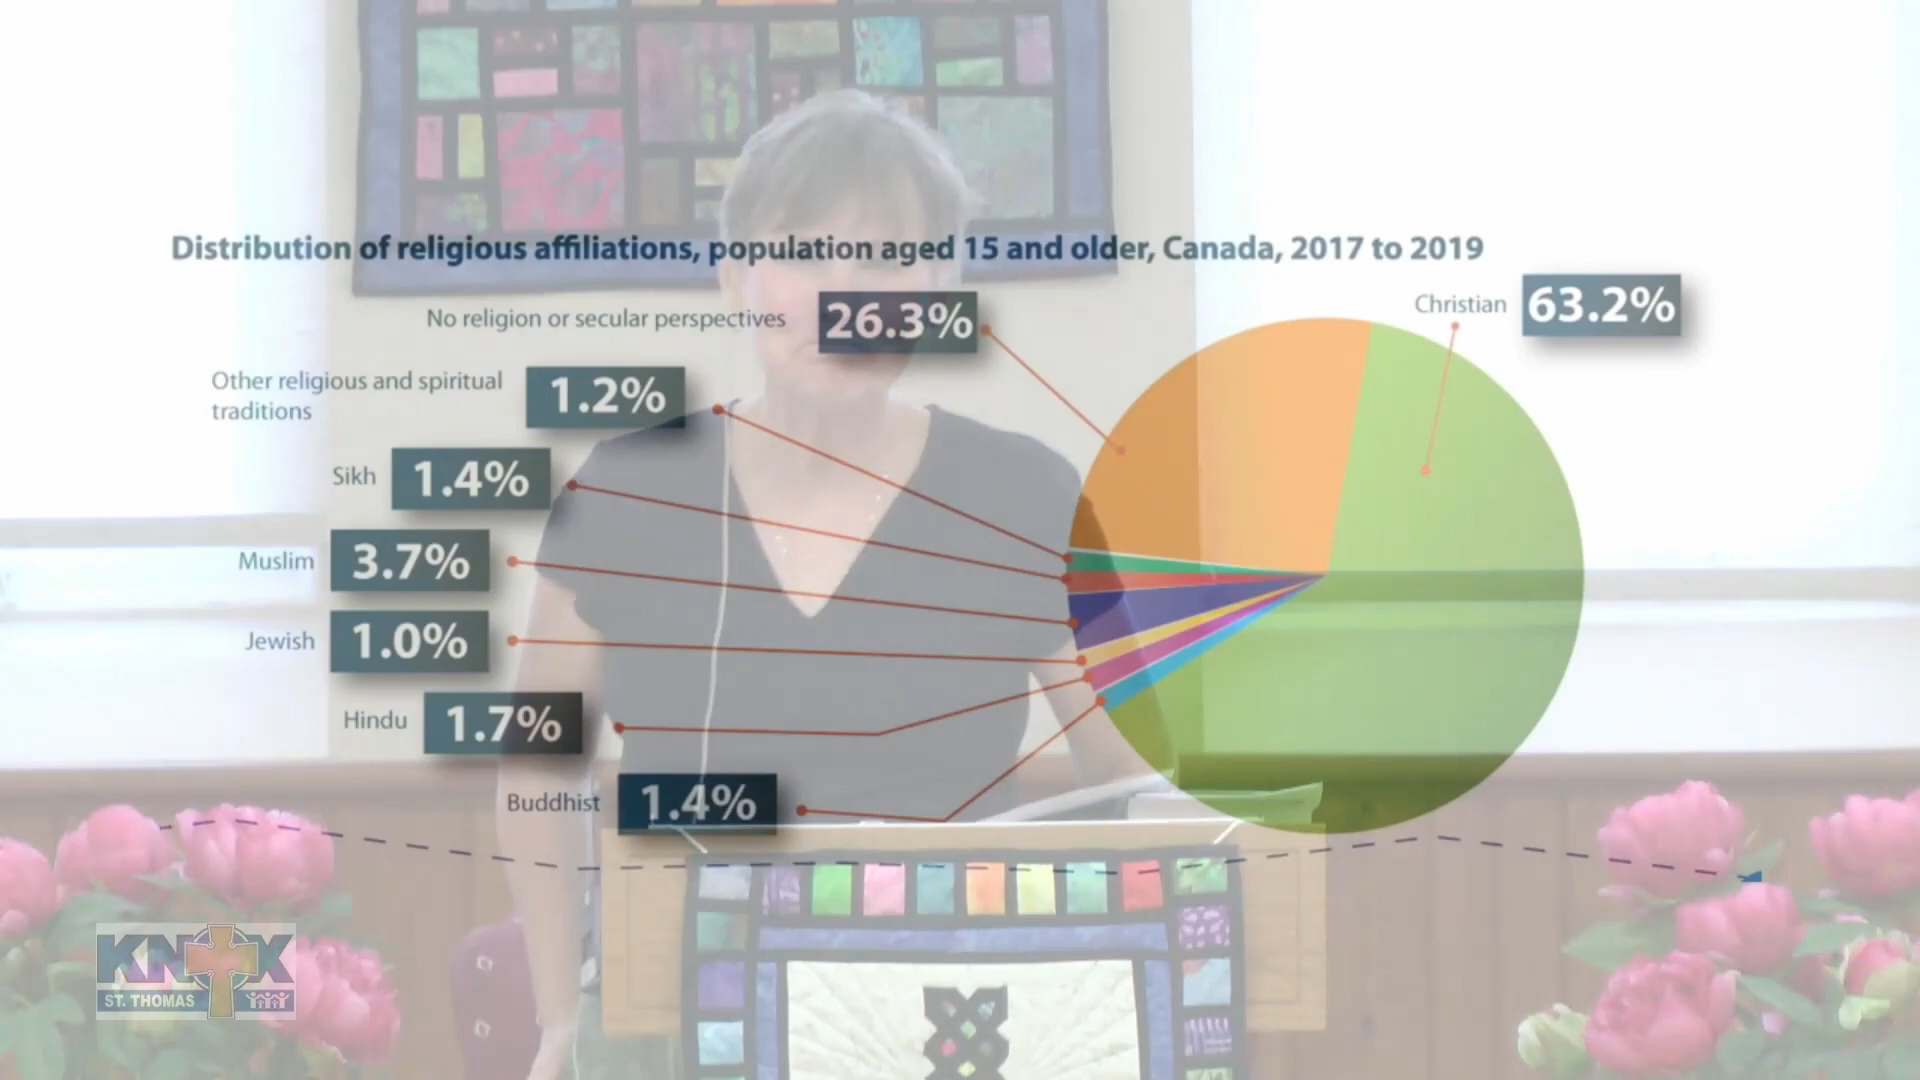 Distribution of religious affiliations, population aged 15 and older, Canada, 2017 to 2019
Christian 63.2%
No religion or secular perspectives 26.3%
Other religious and spiritual
traditions
1.2%
Sikh 1.4%
Muslim 3.7%
Jewish 1.0%
Hindu 1.7%
Buddhist 1.4%
KNOX
ST. THOMAS